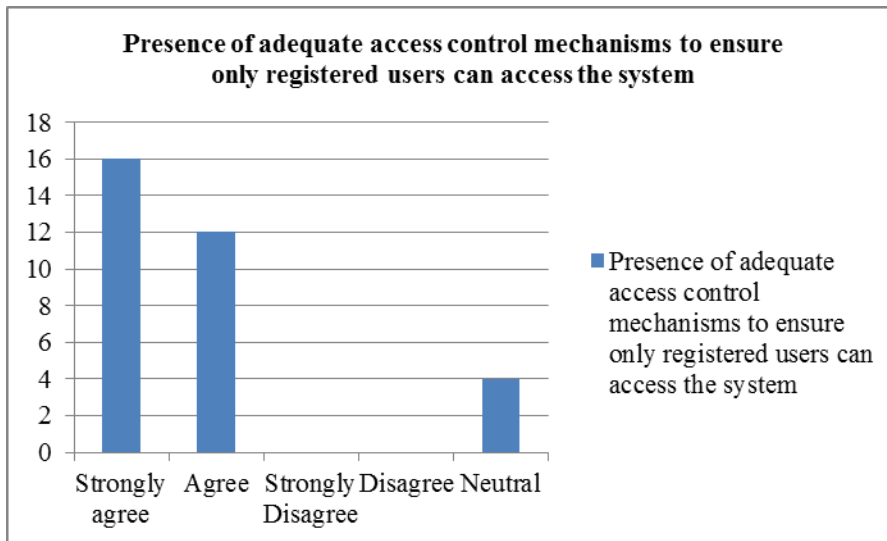 Presence of adequate access control mechanisms to ensure
only registered users can access the system
18
16
14
12
10
8
6
4
2
0
Strongly agree
Agree
Strongly Disagree
Disagree
Neutral
Presence of adequate
access control
mechanisms to ensure
only registered users can
access the system